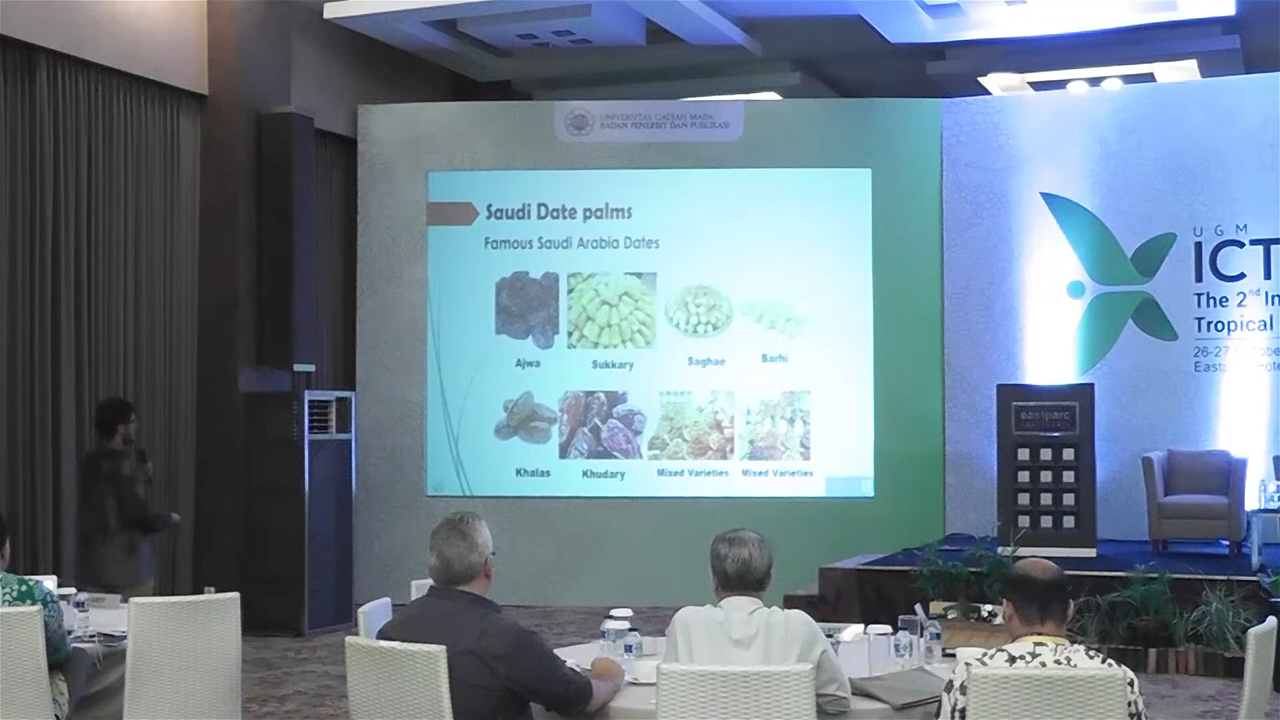 UNIVERSITAS GADJAH MADA
BADAN PENERBIT DAN PUBLIKASI
Saudi Date palms
Famous Saudi Arabia Dates
Ajwa
Sukkary
Saghae
Barhi
Khalas
Khudary
Mixed Varieties
Mixed Varieties
UGM
ICT
The 2nd In
Tropical
26-27 October
eastparc